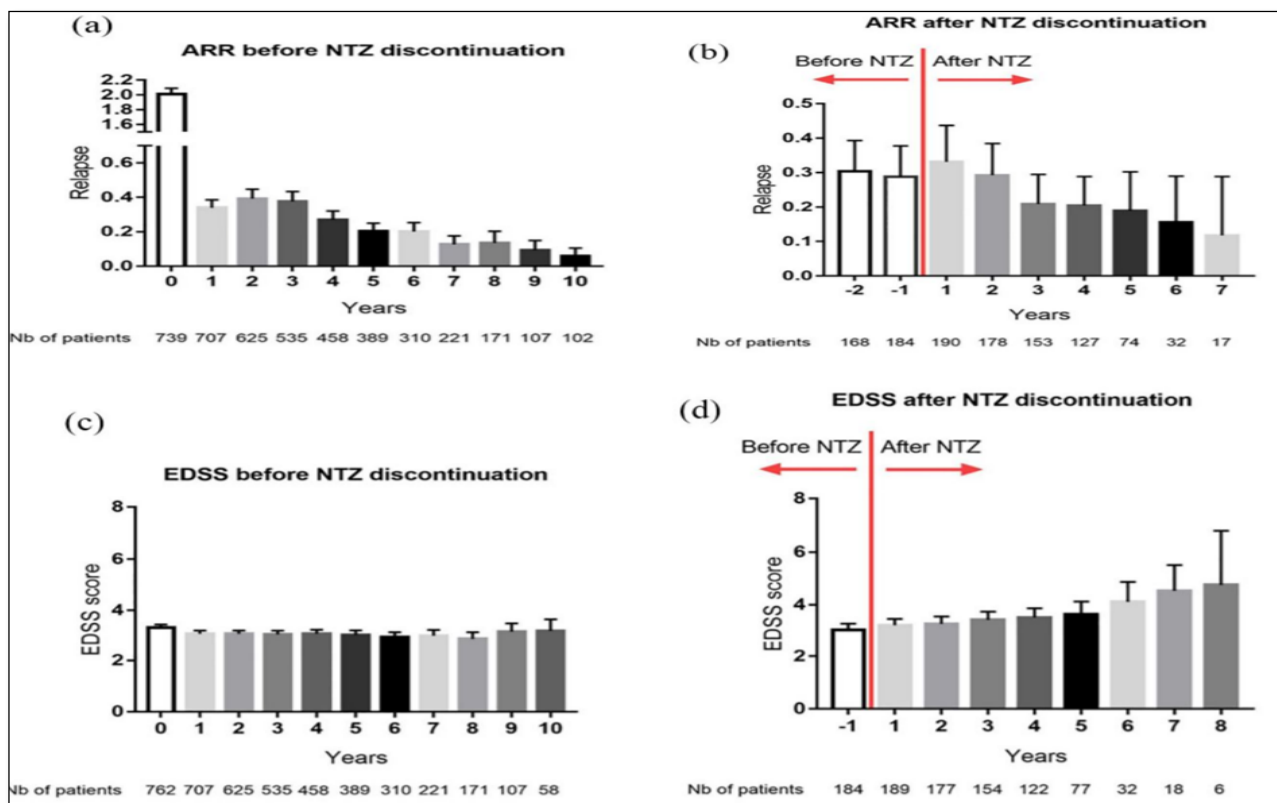 (a)
ARR before NTZ discontinuation
2.2
2.0
1.8
1.6
0.6
0.4
0.2
0.0
Relapse
0 1 2 3 4 5 6 7 8 9 10
Years
Nb of patients 739 707 625 535 458 389 310 221 171 107 102
ARR after NTZ discontinuation
(b)
Before NTZ After NTZ
0.5
0.4
0.3
0.2
0.1
0.0
Relapse
-2 -1 1 2 3 4 5 6 7
Years
Nb of patients 168 184 190 178 153 127 74 32 17
(c)
EDSS before NTZ discontinuation
8
6
4
2
0
EDSS score
0 1 2 3 4 5 6 7 8 9 10
Years
Nb of patients 762 707 625 535 458 389 310 221 171 107 58
EDSS after NTZ discontinuation
(d)
Before NTZ After NTZ
8
6
4
2
0
EDSS score
-1 1 2 3 4 5 6 7 8
Years
Nb of patients 184 189 177 154 122 77 32 18 6